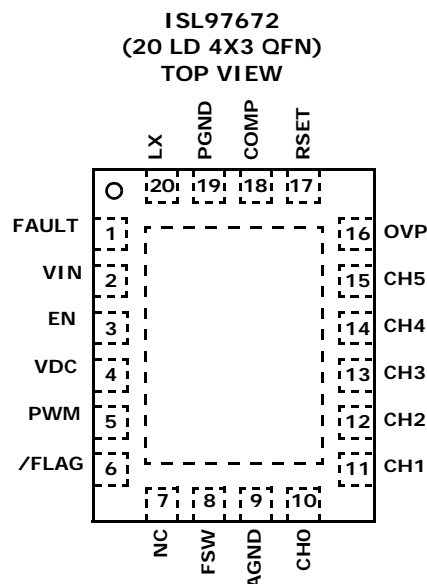 ISL97672
(20 LD 4X3 QFN)
TOP VIEW
LX PGND COMP RSET
20 19 18 17
FAULT 1 16 OVP
VIN 2 15 CH5
EN 3 14 CH4
VDC 4 13 CH3
PWM 5 12 CH2
/FLAG 6 11 CH1
7 8 9 10
NC FSW AGND CH0